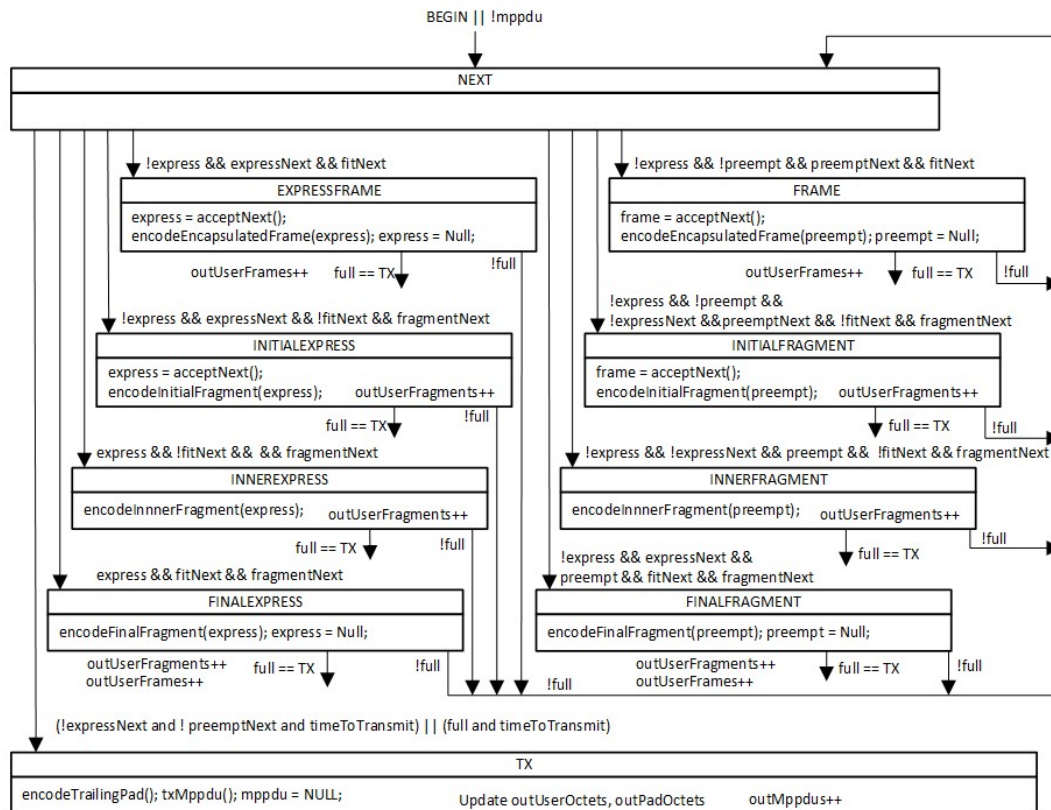 BEGIN || !mppdu
NEXT
!express && expressNext && fitNext
EXPRESSFRAME
express = acceptNext();
encodeEncapsulatedFrame(express); express = Null;
outUserFrames++ full == TX
!full
!express && !preempt && preemptNext && fitNext
FRAME
frame = acceptNext();
encodeEncapsulatedFrame(preempt); preempt = Null;
outUserFrames++ full == TX
!full
!express && expressNext && !fitNext && fragmentNext
INITIALEXPRESS
express = acceptNext();
encodeInitialFragment(express); outUserFragments++
full == TX
!full
!express && !preempt &&
!expressNext &&preemptNext && !fitNext && fragmentNext
INITIALFRAGMENT
frame = acceptNext();
encodeInitialFragment(preempt); outUserFragments++
full == TX
!full
express && !fitNext && && fragmentNext
INNEREXPRESS
encodeInnnerFragment(express); outUserFragments++
full == TX
!full
!express && !expressNext && preempt && !fitNext && fragmentNext
INNERFRAGMENT
encodeInnnerFragment(preempt); outUserFragments++
full == TX
!full
express && fitNext && fragmentNext
FINALEXPRESS
encodeFinalFragment(express); express = Null;
outUserFragments++ full == TX
outUserFrames++
!full
!express && expressNext &&
preempt && fitNext && fragmentNext
FINALFRAGMENT
encodeFinalFragment(preempt); preempt = Null;
outUserFragments++ full == TX
outUserFrames++
!full
!full
(!expressNext and ! preemptNext and timeToTransmit) || (full and timeToTransmit)
TX
encodeTrailingPad(); txMppdu(); mppdu = NULL; Update outUserOctets, outPadOctets outMppdus++